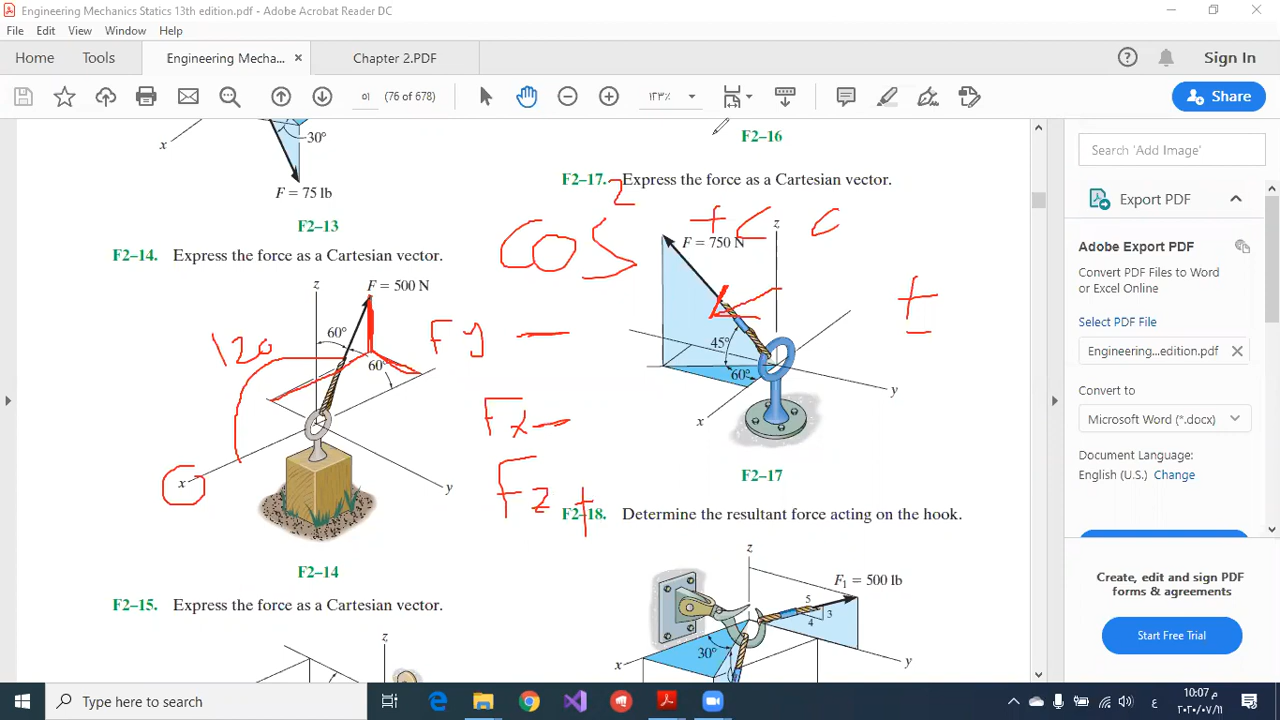 Engineering Mechanics Statics 13th edition.pdf - Adobe Acrobat Reader DC
File Edit View Window Help
Home Tools Engineering Mecha... × Chapter 2.PDF Sign In
٥١ (76 of 678) ١٢٣٪ Share
x 30°
F = 75 lb
F2–13
F2–14. Express the force as a Cartesian vector.
z F = 500 N
60°
60°
120
x y
F2–14
F2–15. Express the force as a Cartesian vector.
z
F2–16
F2–17. Express the force as a Cartesian vector.
cos 2 +
z
F = 750 N
±
Fy —
45°
60°
x y
Fx —
Fz +
F2–17
F2–18. Determine the resultant force acting on the hook.
z
F1 = 500 lb
5
3
4
30°
x y
Search 'Add Image'
Export PDF
Adobe Export PDF
Convert PDF Files to Word
or Excel Online
Select PDF File
Engineering...edition.pdf ×
Convert to
Microsoft Word (*.docx)
Document Language:
English (U.S.) Change
Create, edit and sign PDF
forms & agreements
Start Free Trial
Type here to search
ع
١٠:٠٧ م